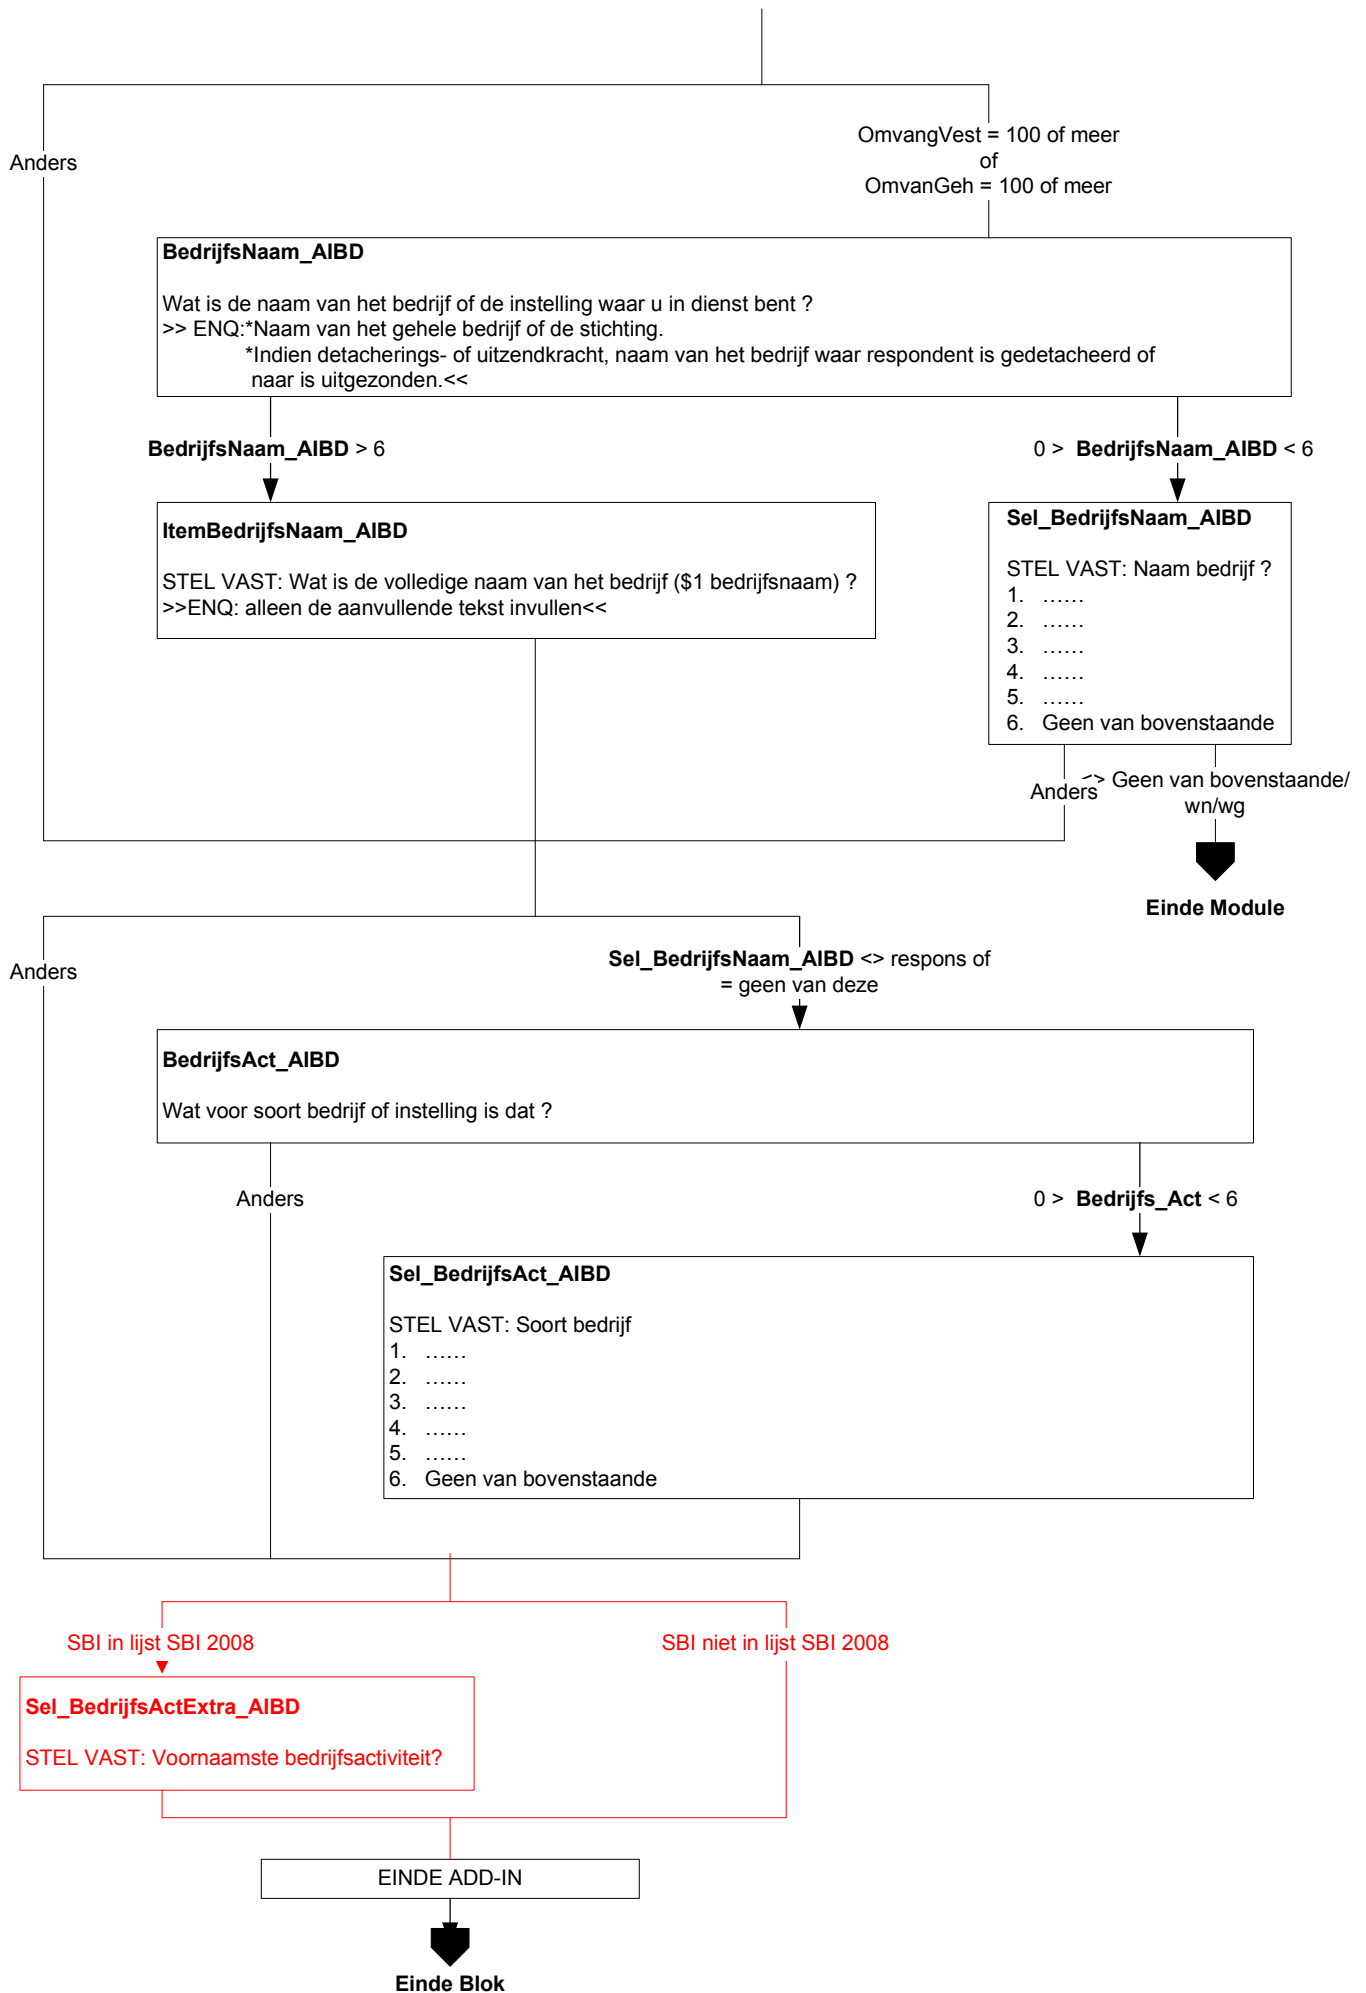 OmvangVest = 100 of meer
of
OmvanGeh = 100 of meer
Anders
BedrijfsNaam_AIBD
Wat is de naam van het bedrijf of de instelling waar u in dienst bent ?
>> ENQ:*Naam van het gehele bedrijf of de stichting.
*Indien detacherings- of uitzendkracht, naam van het bedrijf waar respondent is gedetacheerd of
naar is uitgezonden.<<
BedrijfsNaam_AIBD > 6
0 > BedrijfsNaam_AIBD < 6
ItemBedrijfsNaam_AIBD
STEL VAST: Wat is de volledige naam van het bedrijf ($1 bedrijfsnaam) ?
>>ENQ: alleen de aanvullende tekst invullen<<
Sel_BedrijfsNaam_AIBD
STEL VAST: Naam bedrijf ?
1. ……
2. ……
3. ……
4. ……
5. ……
6. Geen van bovenstaande
Anders
<> Geen van bovenstaande/
wn/wg
Einde Module
Anders
Sel_BedrijfsNaam_AIBD <> respons of
= geen van deze
BedrijfsAct_AIBD
Wat voor soort bedrijf of instelling is dat ?
Anders
0 > Bedrijfs_Act < 6
Sel_BedrijfsAct_AIBD
STEL VAST: Soort bedrijf
1. ……
2. ……
3. ……
4. ……
5. ……
6. Geen van bovenstaande
SBI in lijst SBI 2008
SBI niet in lijst SBI 2008
Sel_BedrijfsActExtra_AIBD
STEL VAST: Voornaamste bedrijfsactiviteit?
EINDE ADD-IN
Einde Blok